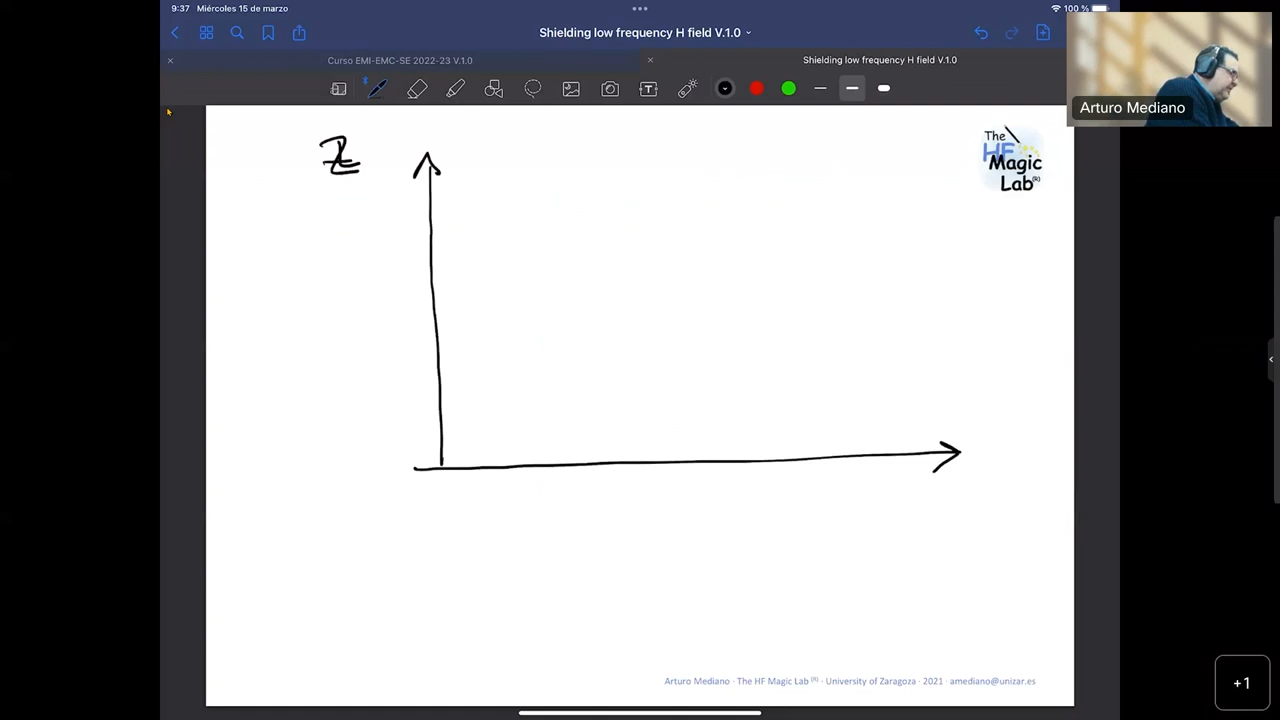 9:37 Miércoles 15 de marzo
100 %
Shielding low frequency H field V.1.0
Curso EMI-EMC-SE 2022-23 V.1.0
Shielding low frequency H field V.1.0
Arturo Mediano
Z
The
HF
Magic
Lab(R)
Arturo Mediano · The HF Magic Lab (R) · University of Zaragoza · 2021 · amediano@unizar.es
+1